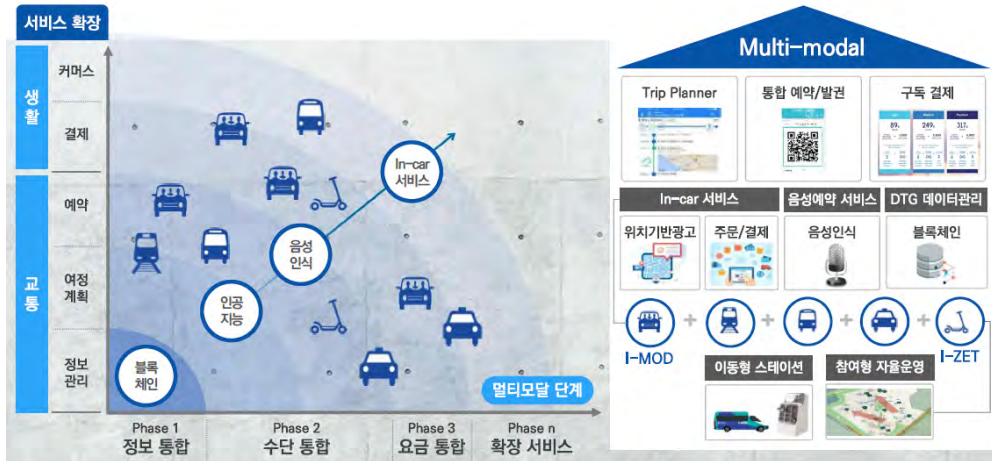 서비스 확장
생활
교통
커머스
결제
예약
여정
계획
정보
관리
In-car
서비스
음성
인식
인공
지능
블록
체인
멀티모달 단계
Phase 1
정보 통합
Phase 2
수단 통합
Phase 3
요금 통합
Phase n
확장 서비스
Multi-modal
Trip Planner
통합 예약/발권
구독 결제
89
249
317
In-car 서비스
음성예약 서비스
DTG 데이터관리
위치기반광고
주문/결제
음성인식
블록체인
+ + + +
I-MOD
I-ZET
이동형 스테이션
참여형 자율운영